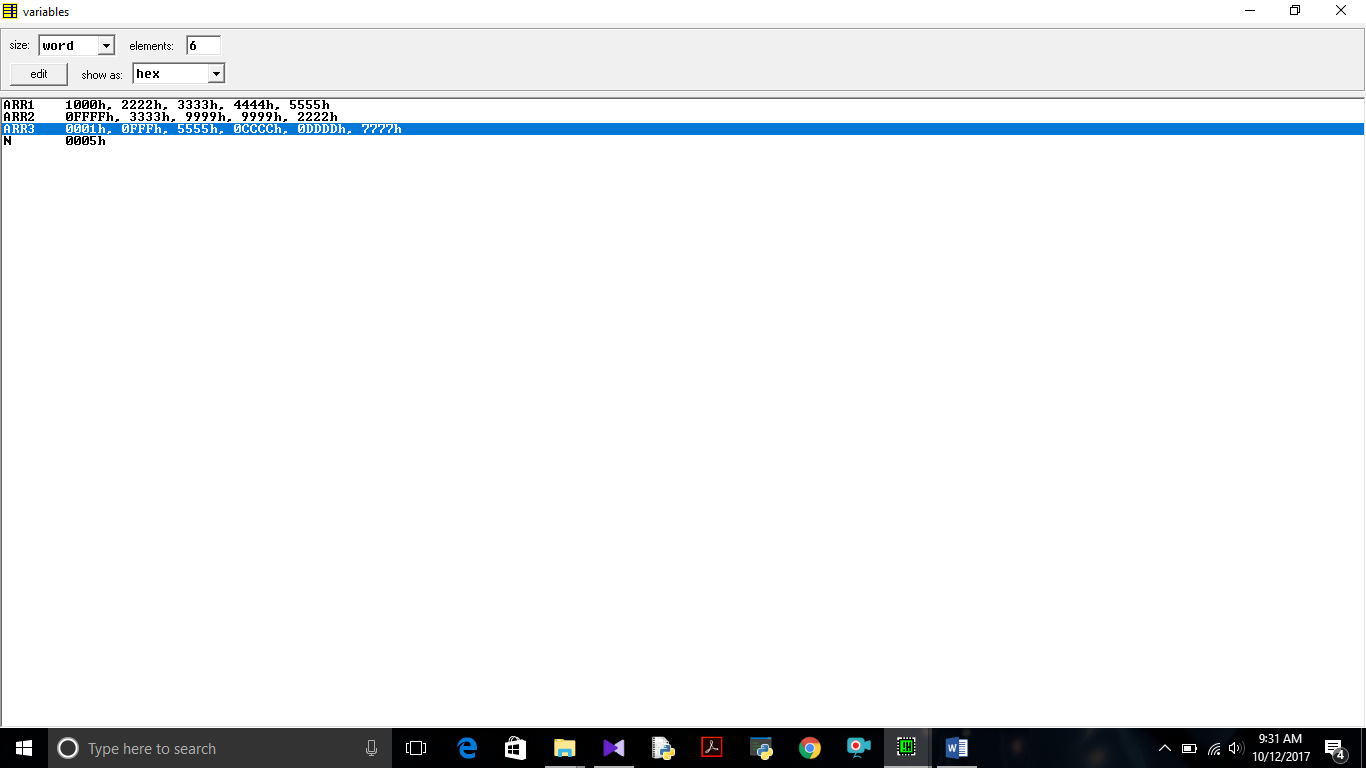 variables
size: word elements: 6
edit show as: hex
ARR1 1000h, 2222h, 3333h, 4444h, 5555h
ARR2 0FFFFh, 3333h, 9999h, 9999h, 2222h
ARR3 0001h, 0FFFh, 5555h, 0CCCCh, 0DDDDh, 7777h
N 0005h
Type here to search
9:31 AM
10/12/2017
4